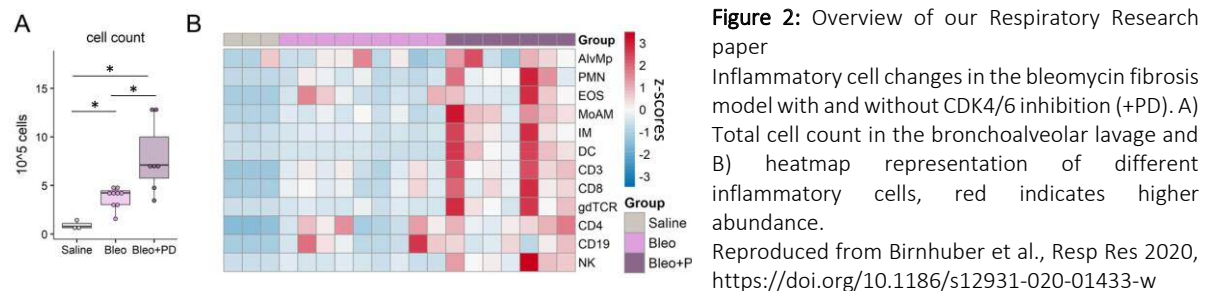 A
B
cell count
*
*
*
15
10
5
0
10^5 cells
Saline Bleo Bleo+PD
Group
AlvMp
PMN
EOS
MoAM
IM
DC
CD3
CD8
gdTCR
CD4
CD19
NK
3
2
1
0
-1
-2
-3
z-scores
Group
Saline
Bleo
Bleo+P
Figure 2: Overview of our Respiratory Research
paper
Inflammatory cell changes in the bleomycin fibrosis
model with and without CDK4/6 inhibition (+PD). A)
Total cell count in the bronchoalveolar lavage and
B) heatmap representation of different
inflammatory cells, red indicates higher
abundance.
Reproduced from Birnhuber et al., Resp Res 2020,
https://doi.org/10.1186/s12931-020-01433-w